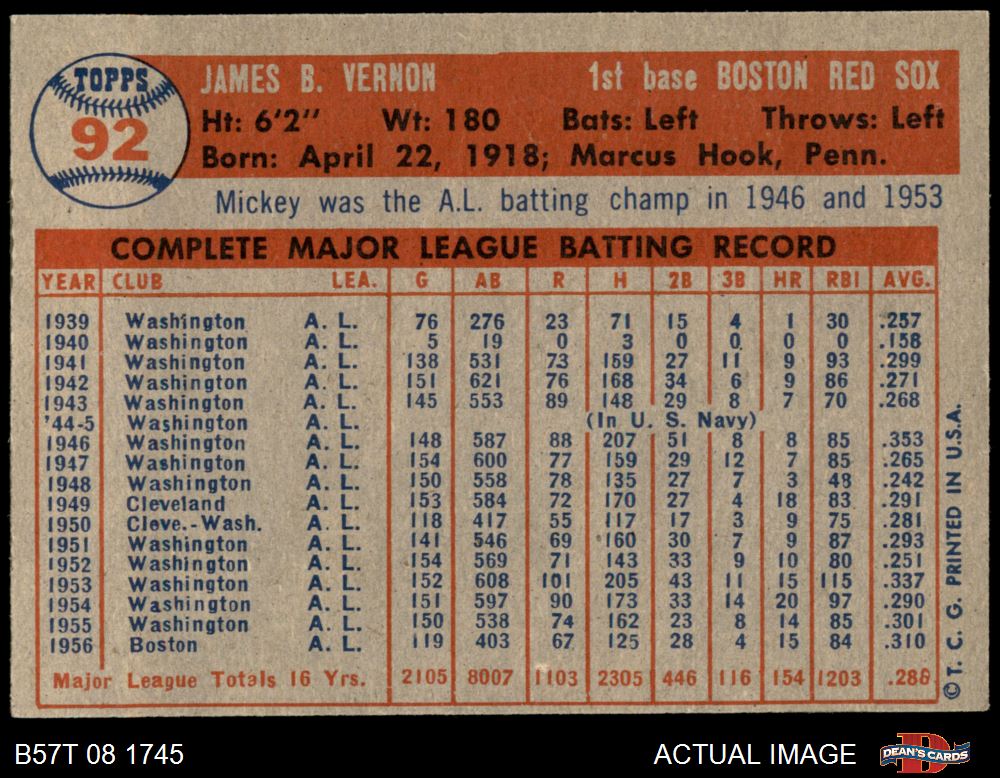 TOPPS
92
JAMES B. VERNON 1st base BOSTON RED SOX
Ht: 6'2" Wt: 180 Bats: Left Throws: Left
Born: April 22, 1918; Marcus Hook, Penn.
Mickey was the A.L. batting champ in 1946 and 1953
COMPLETE MAJOR LEAGUE BATTING RECORD
YEAR CLUB LEA. G AB R H 2B 3B HR RBI AVG.
1939 Washington A. L. 76 276 23 71 15 4 1 30 .257
1940 Washington A. L. 5 19 0 3 0 0 0 0 .158
1941 Washington A. L. 138 531 73 159 27 11 9 93 .299
1942 Washington A. L. 151 621 76 168 34 6 9 86 .271
1943 Washington A. L. 145 553 89 148 29 8 7 70 .268
'44-5 Washington A. L. (In U. S. Navy)
1946 Washington A. L. 148 587 88 207 51 8 8 85 .353
1947 Washington A. L. 154 600 77 159 29 12 7 85 .265
1948 Washington A. L. 150 558 78 135 27 7 3 48 .242
1949 Cleveland A. L. 153 584 72 170 27 4 18 83 .291
1950 Cleve.-Wash. A. L. 118 417 55 117 17 3 9 75 .281
1951 Washington A. L. 141 546 69 160 30 7 9 87 .293
1952 Washington A. L. 154 569 71 143 33 9 10 80 .251
1953 Washington A. L. 152 608 101 205 43 11 15 115 .337
1954 Washington A. L. 151 597 90 173 33 14 20 97 .290
1955 Washington A. L. 150 538 74 162 23 8 14 85 .301
1956 Boston A. L. 119 403 67 125 28 4 15 84 .310
Major League Totals 16 Yrs. 2105 8007 1103 2305 446 116 154 1203 .286
© T. C. G. PRINTED IN U.S.A.
B57T 08 1745 ACTUAL IMAGE
DEAN'S CARDS